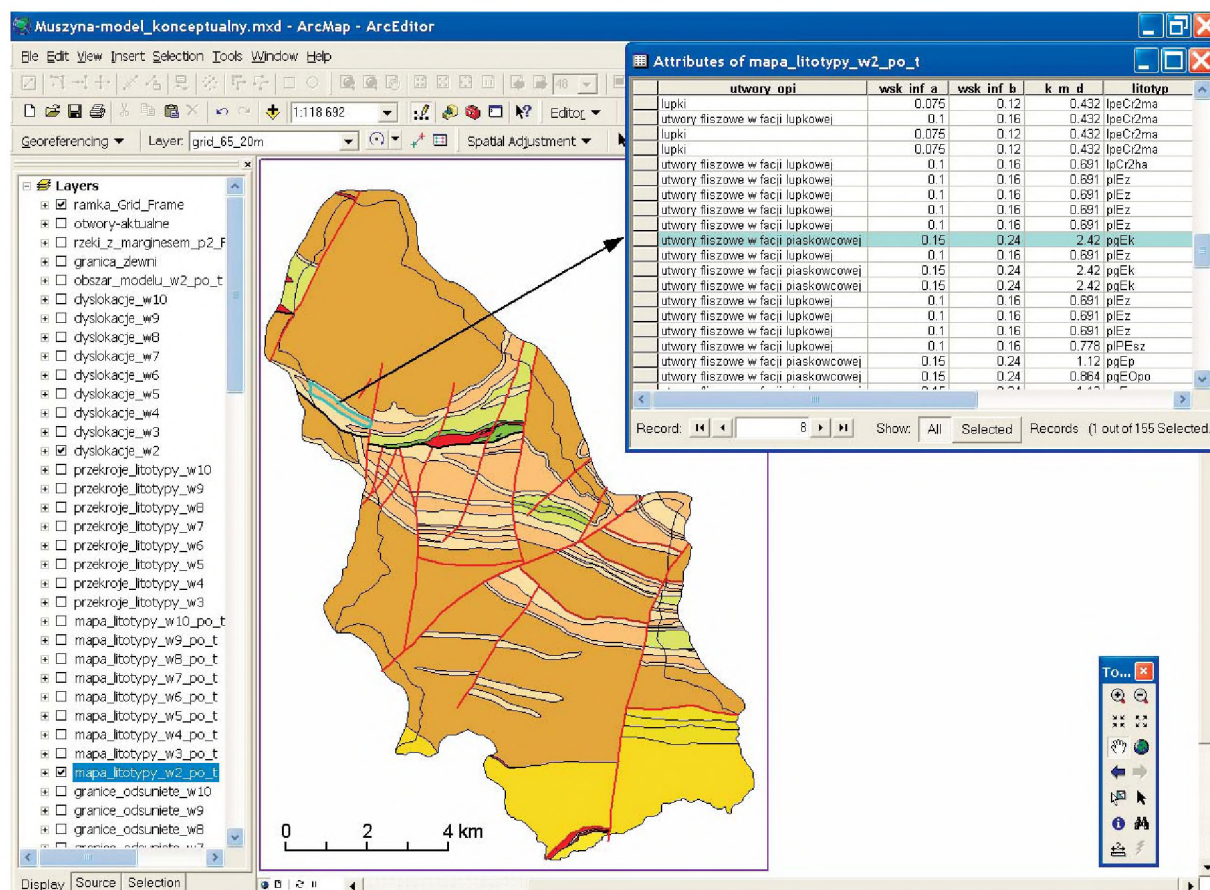 Muszyna-model_konceptualny.mxd - ArcMap - ArcEditor
File Edit View Insert Selection Tools Window Help
48
1:118 692
Editor
Georeferencing
Layer: grid_65_20m
Spatial Adjustment
Layers
ramka_Grid_Frame
otwory-aktualne
rzeki_z_marginesem_p2_F
granica_zlewni
obszar_modelu_w2_po_t
dyslokacje_w10
dyslokacje_w9
dyslokacje_w8
dyslokacje_w7
dyslokacje_w6
dyslokacje_w5
dyslokacje_w4
dyslokacje_w3
dyslokacje_w2
przekroje_litotypy_w10
przekroje_litotypy_w9
przekroje_litotypy_w8
przekroje_litotypy_w7
przekroje_litotypy_w6
przekroje_litotypy_w5
przekroje_litotypy_w4
przekroje_litotypy_w3
mapa_litotypy_w10_po_t
mapa_litotypy_w9_po_t
mapa_litotypy_w8_po_t
mapa_litotypy_w7_po_t
mapa_litotypy_w6_po_t
mapa_litotypy_w5_po_t
mapa_litotypy_w4_po_t
mapa_litotypy_w3_po_t
mapa_litotypy_w2_po_t
granice_odsuniete_w10
granice_odsuniete_w9
granice_odsuniete_w8
Display Source Selection
0 2 4 km
Attributes of mapa_litotypy_w2_po_t
utwory_opi wsk_inf_a wsk_inf_b k_m_d litotyp
lupki 0.075 0.12 0.432 lpeCr2ma
utwory fliszowe w facji lupkowej 0.1 0.16 0.432 lpeCr2ma
lupki 0.075 0.12 0.432 lpeCr2ma
lupki 0.075 0.12 0.432 lpeCr2ma
utwory fliszowe w facji lupkowej 0.1 0.16 0.691 lpCr2ha
utwory fliszowe w facji lupkowej 0.1 0.16 0.691 plEz
utwory fliszowe w facji lupkowej 0.1 0.16 0.691 plEz
utwory fliszowe w facji lupkowej 0.1 0.16 0.691 plEz
utwory fliszowe w facji lupkowej 0.1 0.16 0.691 plEz
utwory fliszowe w facji piaskowcowej 0.15 0.24 2.42 pgEk
utwory fliszowe w facji lupkowej 0.1 0.16 0.691 plEz
utwory fliszowe w facji piaskowcowej 0.15 0.24 2.42 pgEk
utwory fliszowe w facji piaskowcowej 0.15 0.24 2.42 pgEk
utwory fliszowe w facji lupkowej 0.1 0.16 0.691 plEz
utwory fliszowe w facji lupkowej 0.1 0.16 0.691 plEz
utwory fliszowe w facji lupkowej 0.1 0.16 0.691 plEz
utwory fliszowe w facji lupkowej 0.1 0.16 0.778 plPEsz
utwory fliszowe w facji piaskowcowej 0.15 0.24 1.12 pgEp
utwory fliszowe w facji piaskowcowej 0.15 0.24 0.864 pgEOpo
Record: 8 Show: All Selected Records (1 out of 155 Selected.
To...